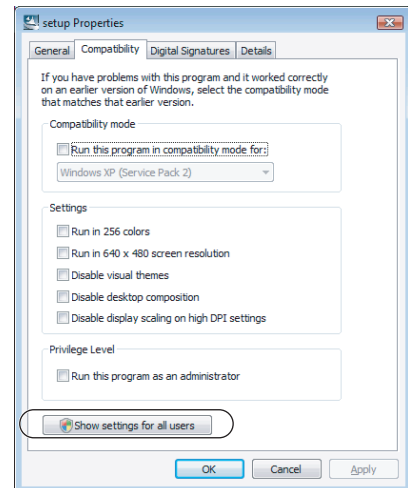 setup Properties
General Compatibility Digital Signatures Details
If you have problems with this program and it worked correctly
on an earlier version of Windows, select the compatibility mode
that matches that earlier version.
Compatibility mode
Run this program in compatibility mode for:
Windows XP (Service Pack 2)
Settings
Run in 256 colors
Run in 640 x 480 screen resolution
Disable visual themes
Disable desktop composition
Disable display scaling on high DPI settings
Privilege Level
Run this program as an administrator
Show settings for all users
OK Cancel Apply